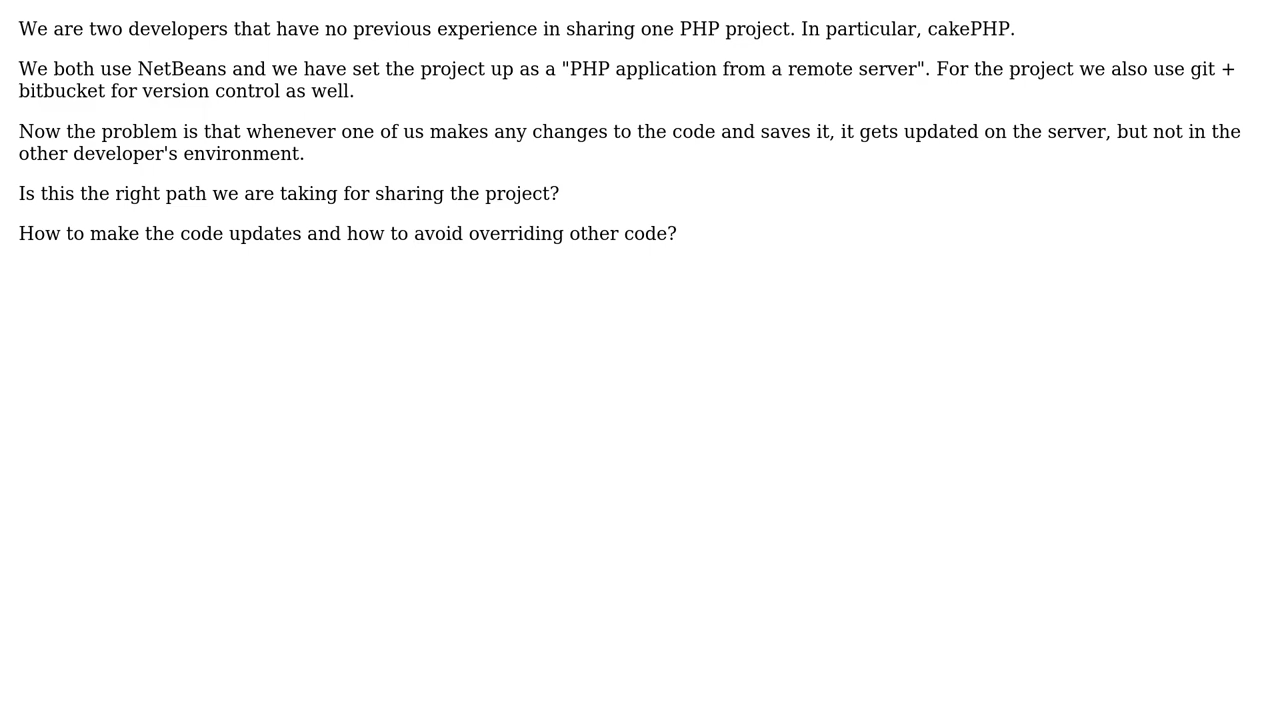 We are two developers that have no previous experience in sharing one PHP project. In particular, cakePHP.
We both use NetBeans and we have set the project up as a "PHP application from a remote server". For the project we also use git +
bitbucket for version control as well.
Now the problem is that whenever one of us makes any changes to the code and saves it, it gets updated on the server, but not in the
other developer's environment.
Is this the right path we are taking for sharing the project?
How to make the code updates and how to avoid overriding other code?